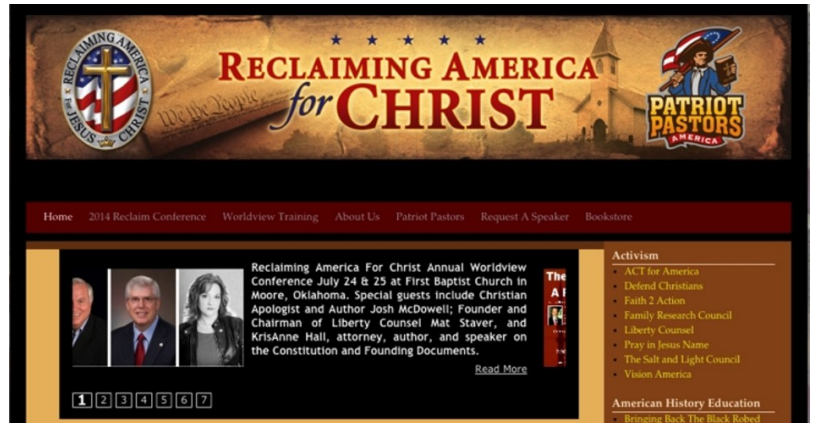 RECLAIMING AMERICA
FOR JESUS CHRIST
We the People
RECLAIMING AMERICA
for CHRIST
PATRIOT
PASTORS
AMERICA
Home 2014 Reclaim Conference Worldview Training About Us Patriot Pastors Request A Speaker Bookstore
Reclaiming America For Christ Annual Worldview
Conference July 24 & 25 at First Baptist Church in
Moore, Oklahoma. Special guests include Christian
Apologist and Author Josh McDowell; Founder and
Chairman of Liberty Counsel Mat Staver, and
KrisAnne Hall, attorney, author, and speaker on
the Constitution and Founding Documents.
Read More
The
A
1 2 3 4 5 6 7
Activism
ACT for America
Defend Christians
Faith 2 Action
Family Research Council
Liberty Counsel
Pray in Jesus Name
The Salt and Light Council
Vision America
American History Education
Bringing Back The Black Robed